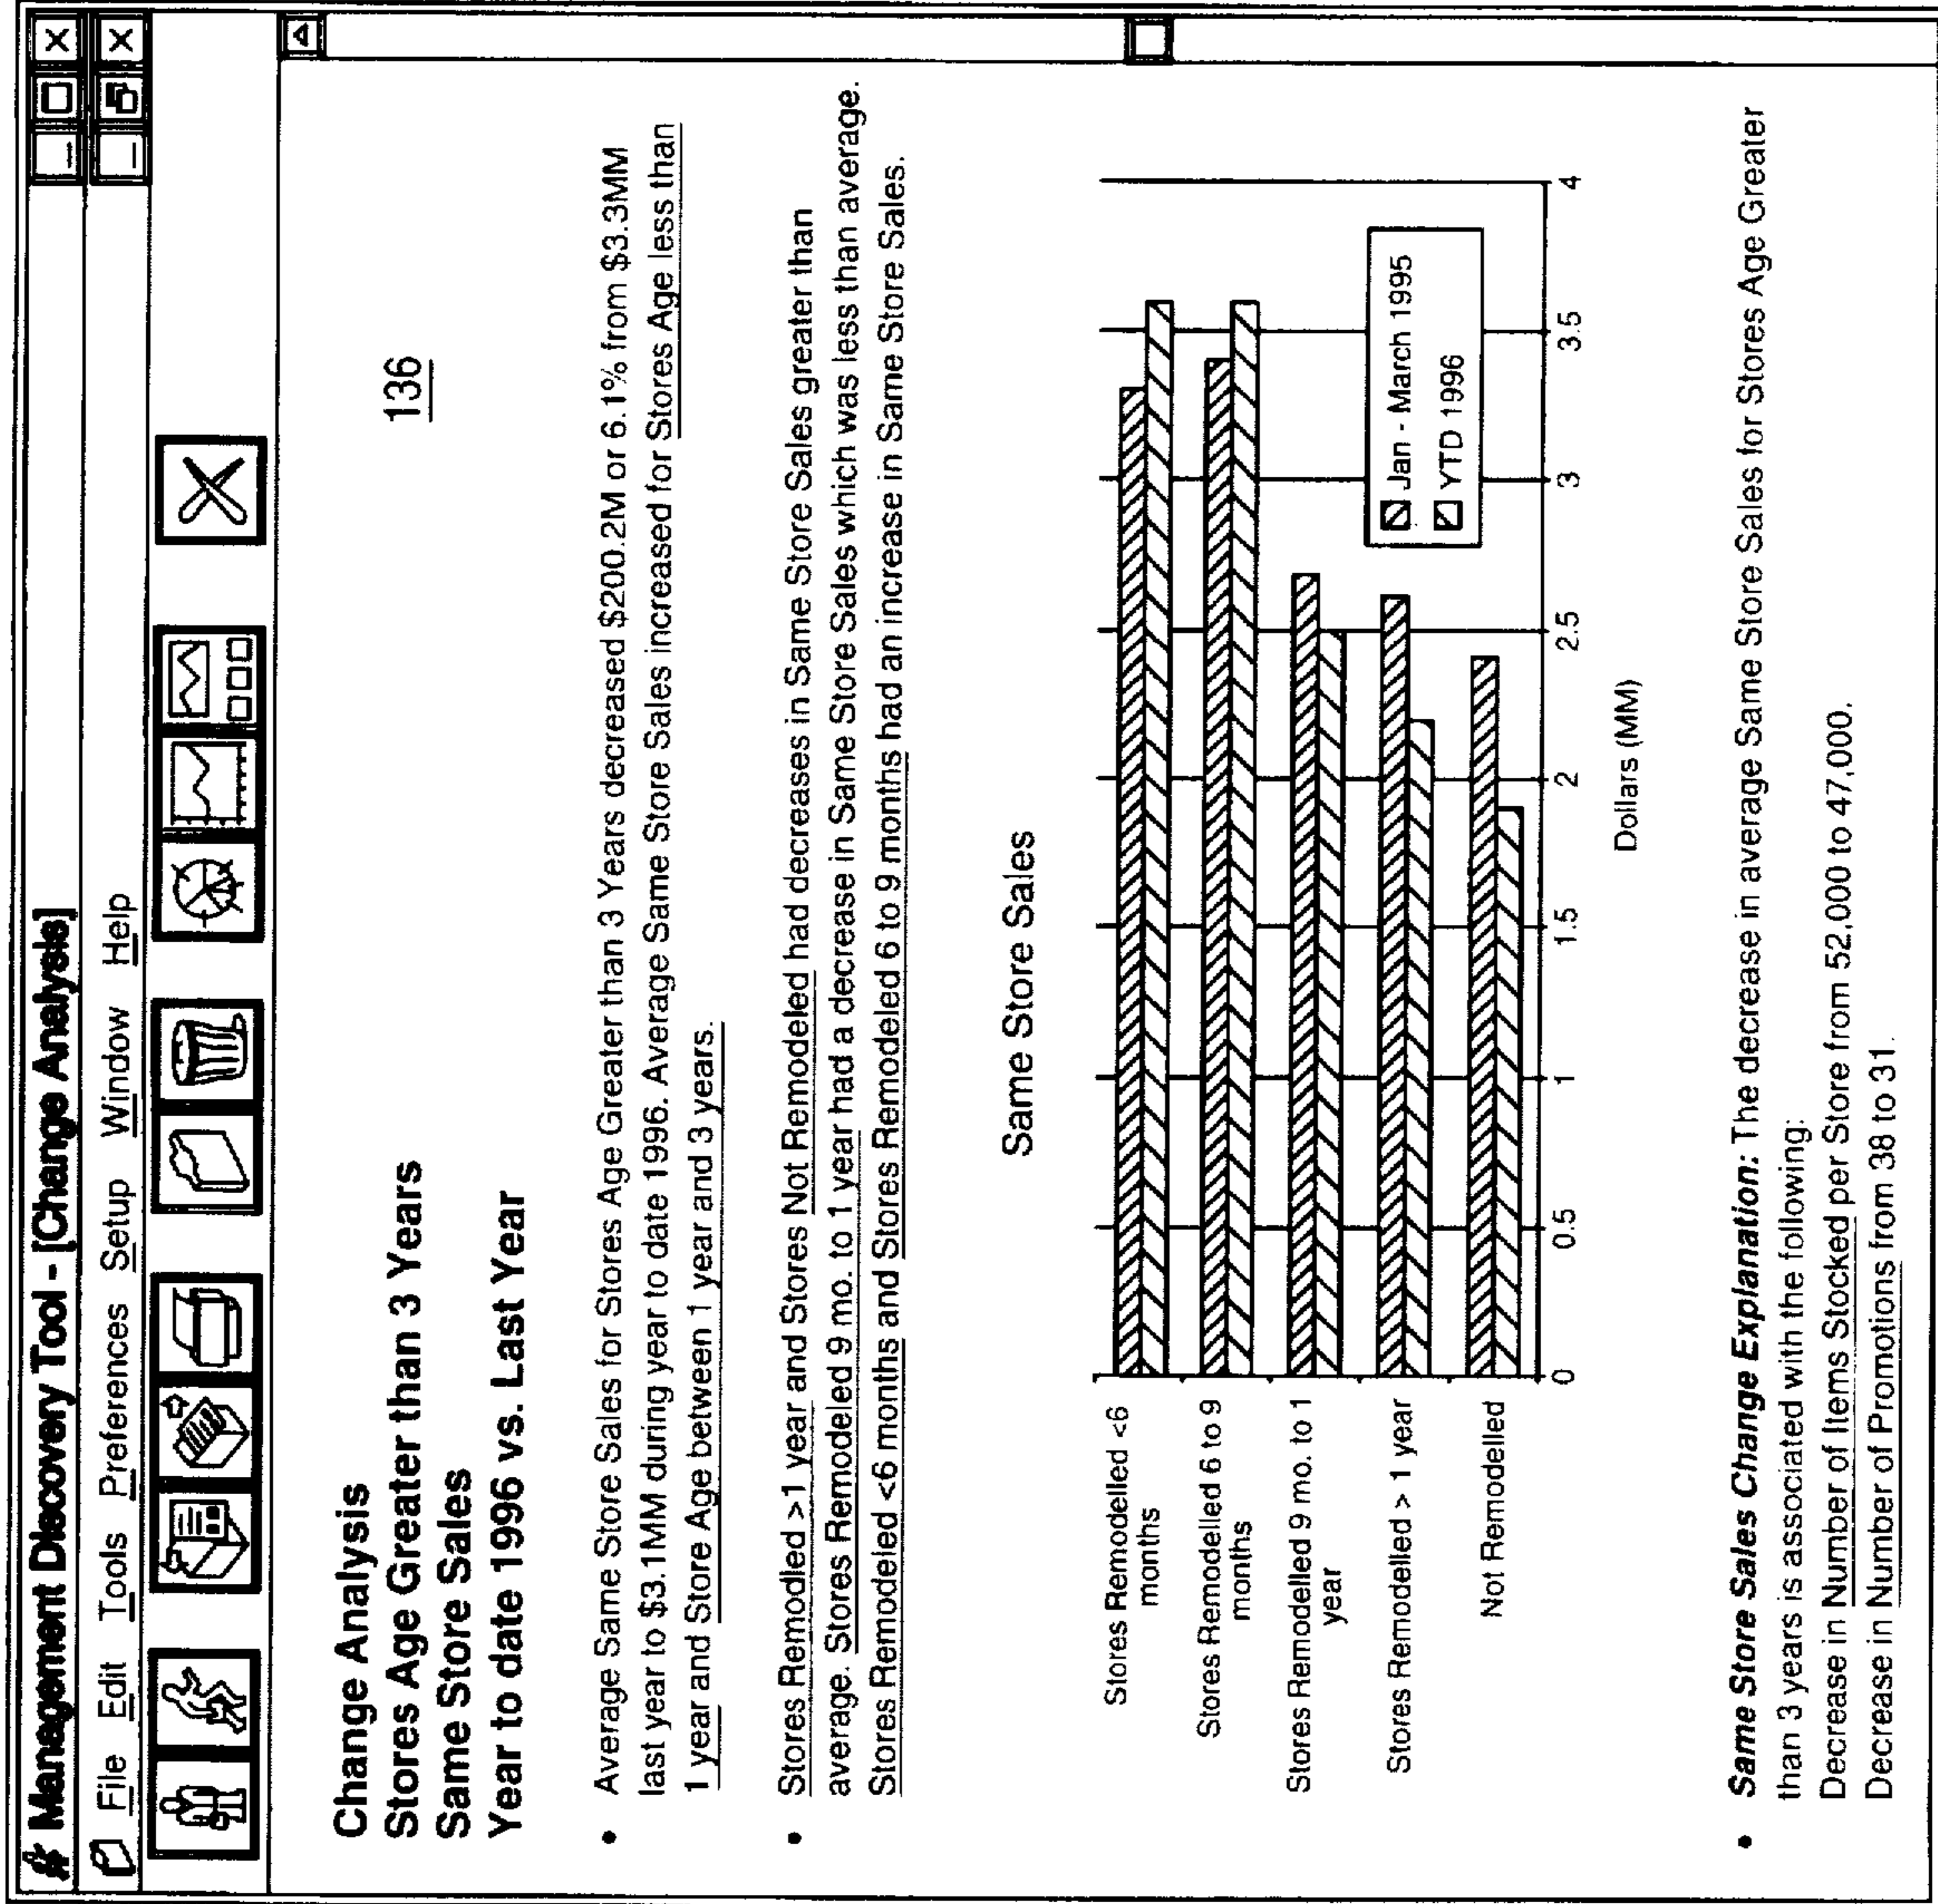 # Management Discovery Tool - [Change Analysis]
File Edit Tools Preferences Setup Window Help
Change Analysis
Stores Age Greater than 3 Years
136
Same Store Sales
Year to date 1996 vs. Last Year
• Average Same Store Sales for Stores Age Greater than 3 Years decreased $200.2M or 6.1% from $3.3MM
last year to $3.1MM during year to date 1996. Average Same Store Sales increased for Stores Age less than
1 year and Store Age between 1 year and 3 years.
• Stores Remodled >1 year and Stores Not Remodeled had decreases in Same Store Sales greater than
average. Stores Remodeled 9 mo. to 1 year had a decrease in Same Store Sales which was less than average.
Stores Remodeled <6 months and Stores Remodeled 6 to 9 months had an increase in Same Store Sales.
Same Store Sales
Stores Remodelled <6
months
Stores Remodelled 6 to 9
months
Stores Remodelled 9 mo. to 1
year
Stores Remodelled > 1 year
Not Remodelled
Jan - March 1995
YTD 1996
0 0.5 1 1.5 2 2.5 3 3.5 4
Dollars (MM)
• Same Store Sales Change Explanation: The decrease in average Same Store Sales for Stores Age Greater
than 3 years is associated with the following:
Decrease in Number of Items Stocked per Store from 52,000 to 47,000.
Decrease in Number of Promotions from 38 to 31.